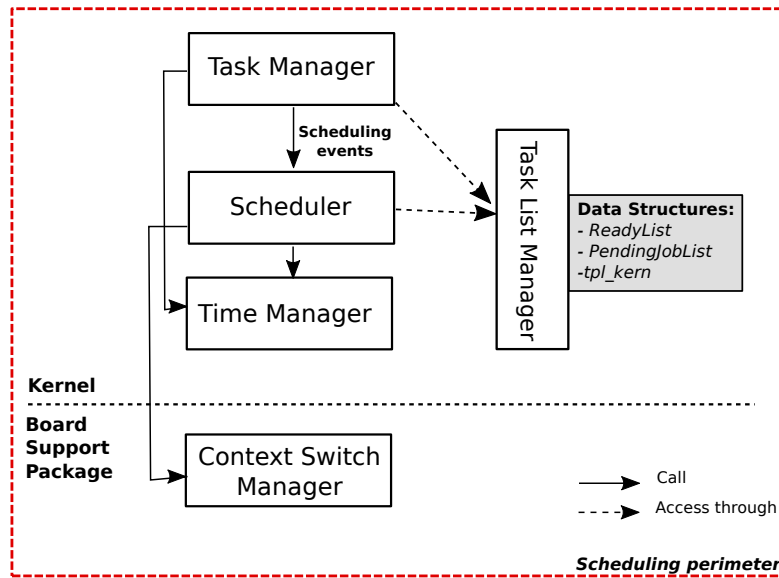 Task Manager
Scheduling
events
Scheduler
Time Manager
Task List Manager
Data Structures:
- ReadyList
- PendingJobList
-tpl_kern
Kernel
Board
Support
Package
Context Switch
Manager
Call
Access through
Scheduling perimeter